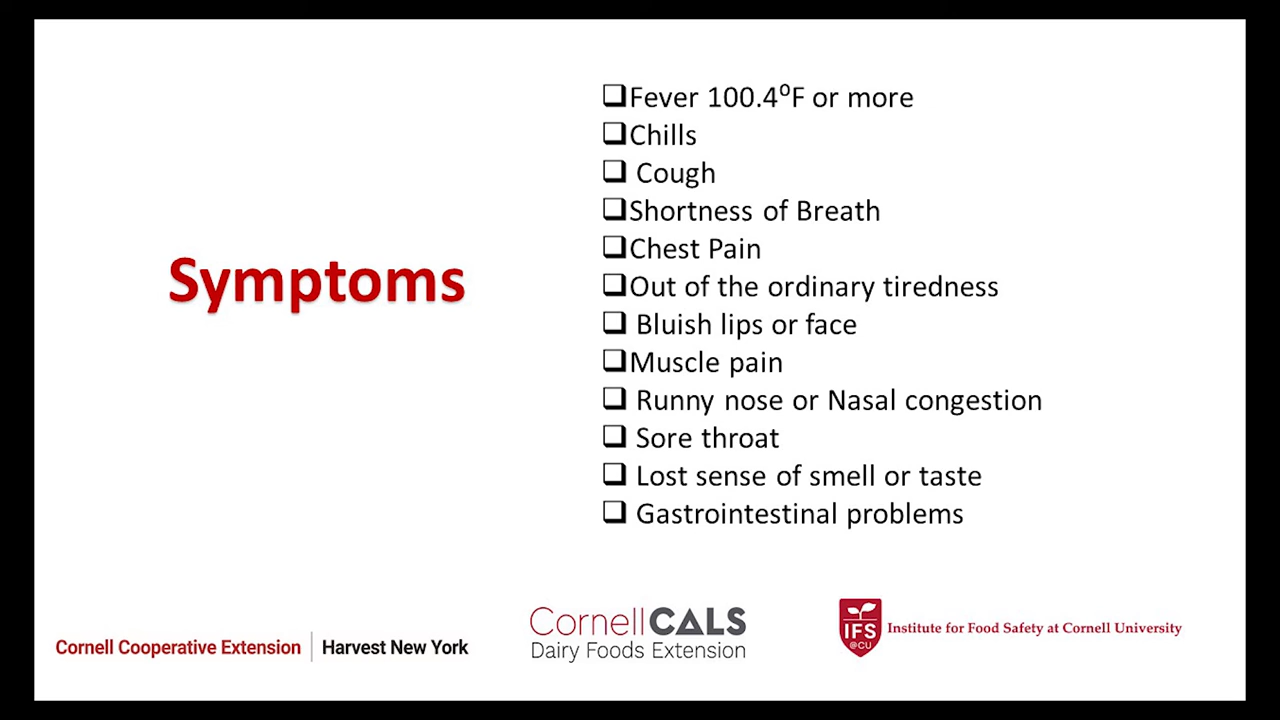 Symptoms
❑Fever 100.4⁰F or more
❑Chills
❑ Cough
❑Shortness of Breath
❑Chest Pain
❑Out of the ordinary tiredness
❑ Bluish lips or face
❑Muscle pain
❑ Runny nose or Nasal congestion
❑ Sore throat
❑ Lost sense of smell or taste
❑ Gastrointestinal problems
Cornell Cooperative Extension | Harvest New York
CornellCALS
Dairy Foods Extension
IFS
@CU
Institute for Food Safety at Cornell University